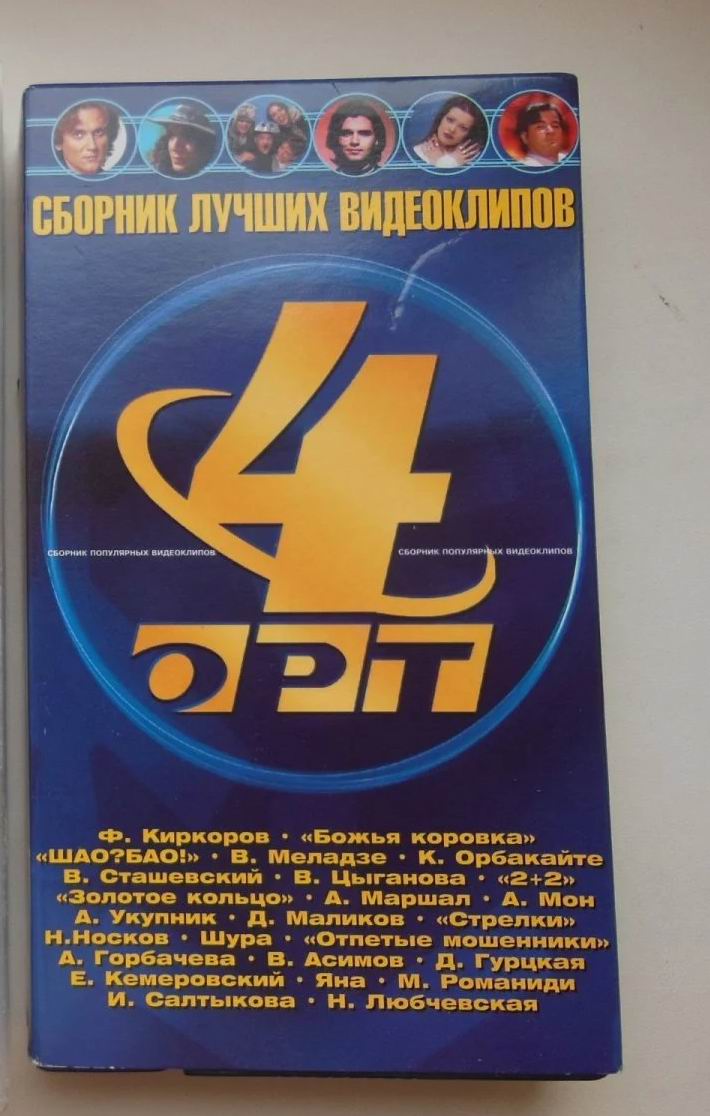 СБОРНИК ЛУЧШИХ ВИДЕОКЛИПОВ
4
СБОРНИК ПОПУЛЯРНЫХ ВИДЕОКЛИПОВ
СБОРНИК ПОПУЛЯРНЫХ ВИДЕОКЛИПОВ
ОРТ
Ф. Киркоров · «Божья коровка»
«ШАО?БАО!» · В. Меладзе · К. Орбакайте
В. Сташевский · В. Цыганова · «2+2»
«Золотое кольцо» · А. Маршал · А. Мон
А. Укупник · Д. Маликов · «Стрелки»
Н.Носков · Шура · «Отпетые мошенники»
А. Горбачева · В. Асимов · Д. Гурцкая
Е. Кемеровский · Яна · М. Романиди
И. Салтыкова · Н. Любчевская